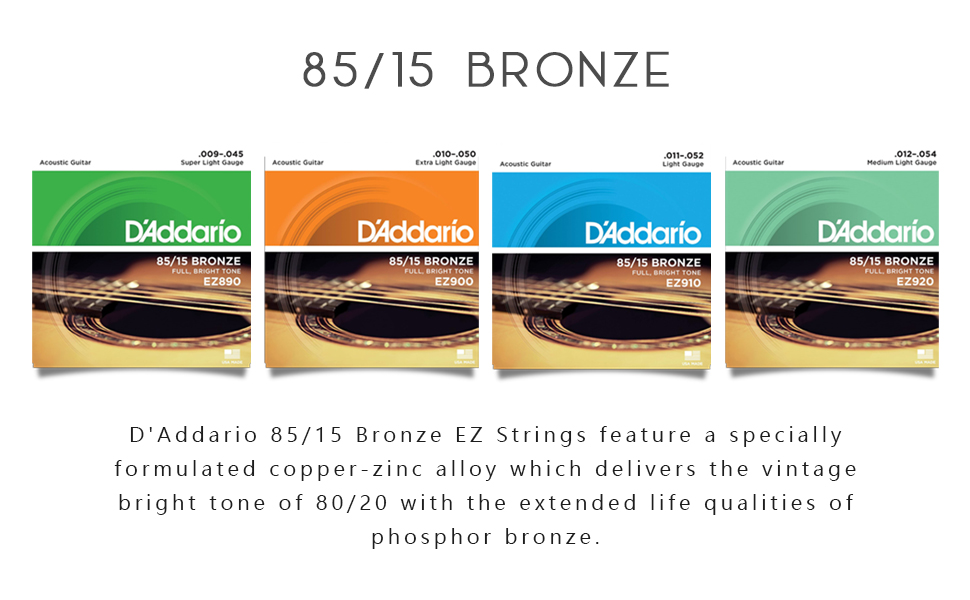 85/15 BRONZE
Acoustic Guitar
.009-.045
Super Light Gauge
D'Addario
85/15 BRONZE
FULL, BRIGHT TONE
EZ890
Acoustic Guitar
.010-.050
Extra Light Gauge
D'Addario
85/15 BRONZE
FULL, BRIGHT TONE
EZ900
Acoustic Guitar
.011-.052
Light Gauge
D'Addario
85/15 BRONZE
FULL, BRIGHT TONE
EZ910
Acoustic Guitar
.012-.054
Medium Light Gauge
D'Addario
85/15 BRONZE
FULL, BRIGHT TONE
EZ920
D'Addario 85/15 Bronze EZ Strings feature a specially
formulated copper-zinc alloy which delivers the vintage
bright tone of 80/20 with the extended life qualities of
phosphor bronze.